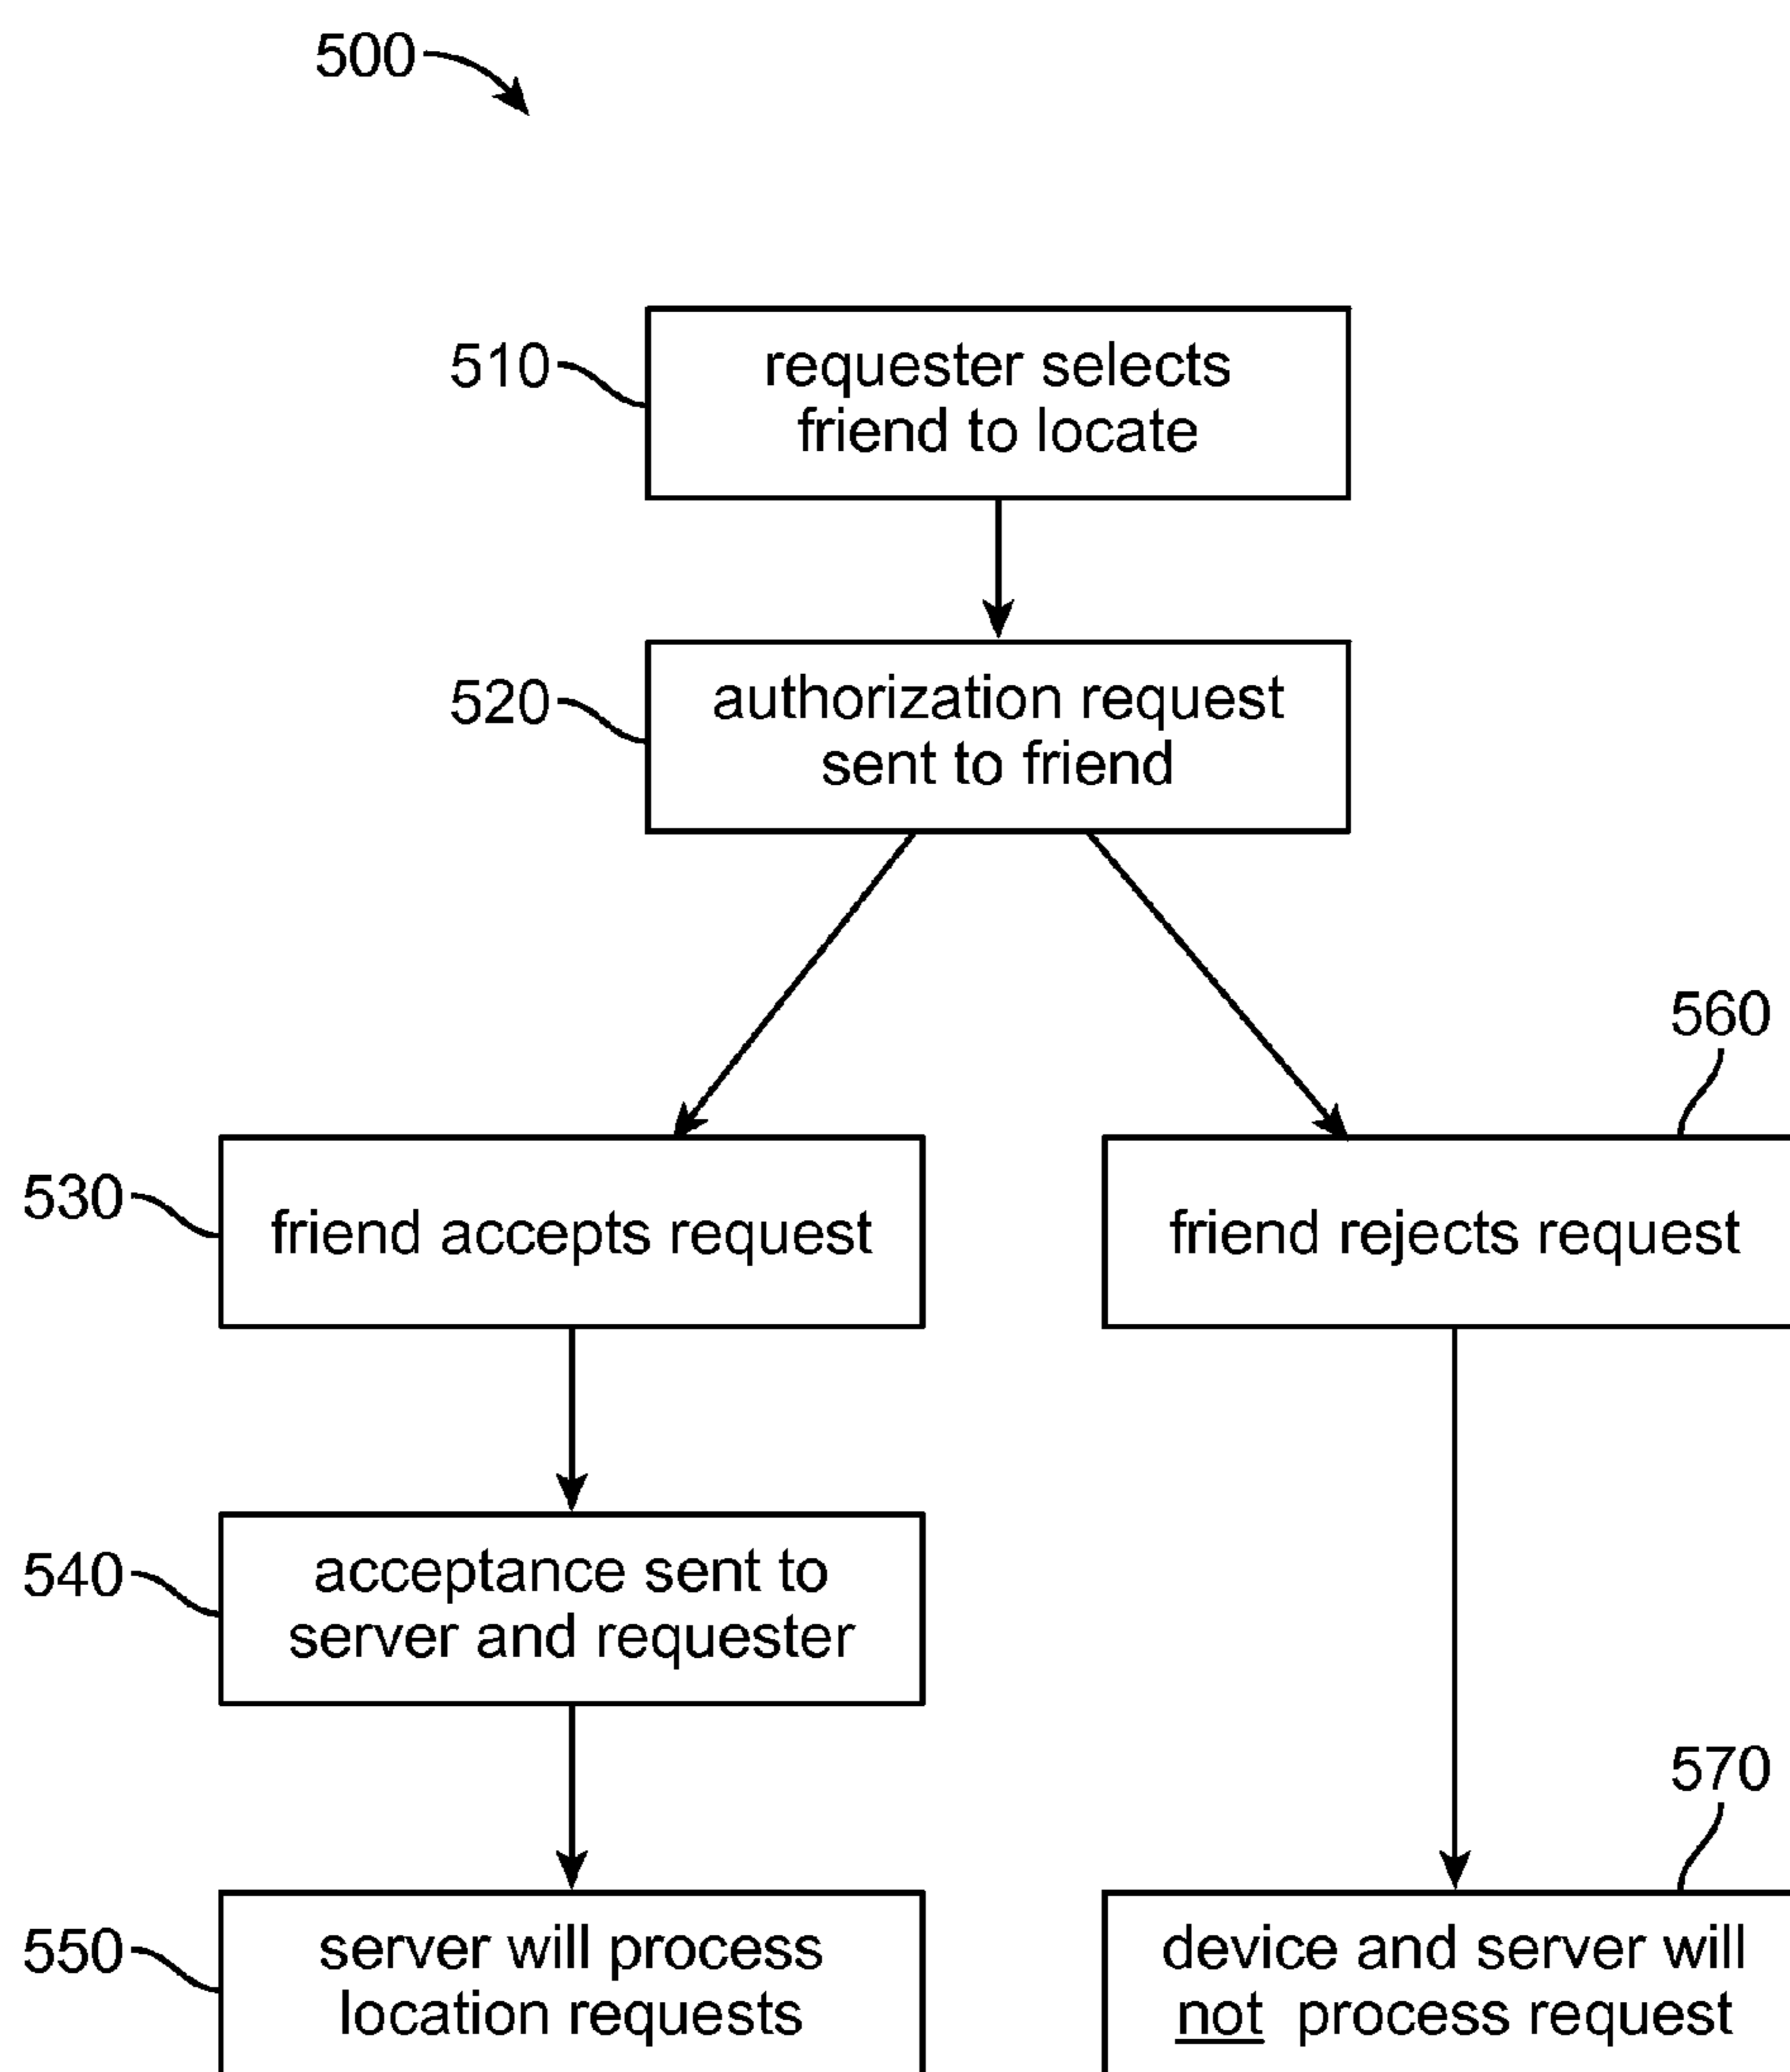 500
510
requester selects
friend to locate
520
authorization request
sent to friend
560
530
friend accepts request
friend rejects request
540
acceptance sent to
server and requester
570
550
server will process
location requests
device and server will
not process request